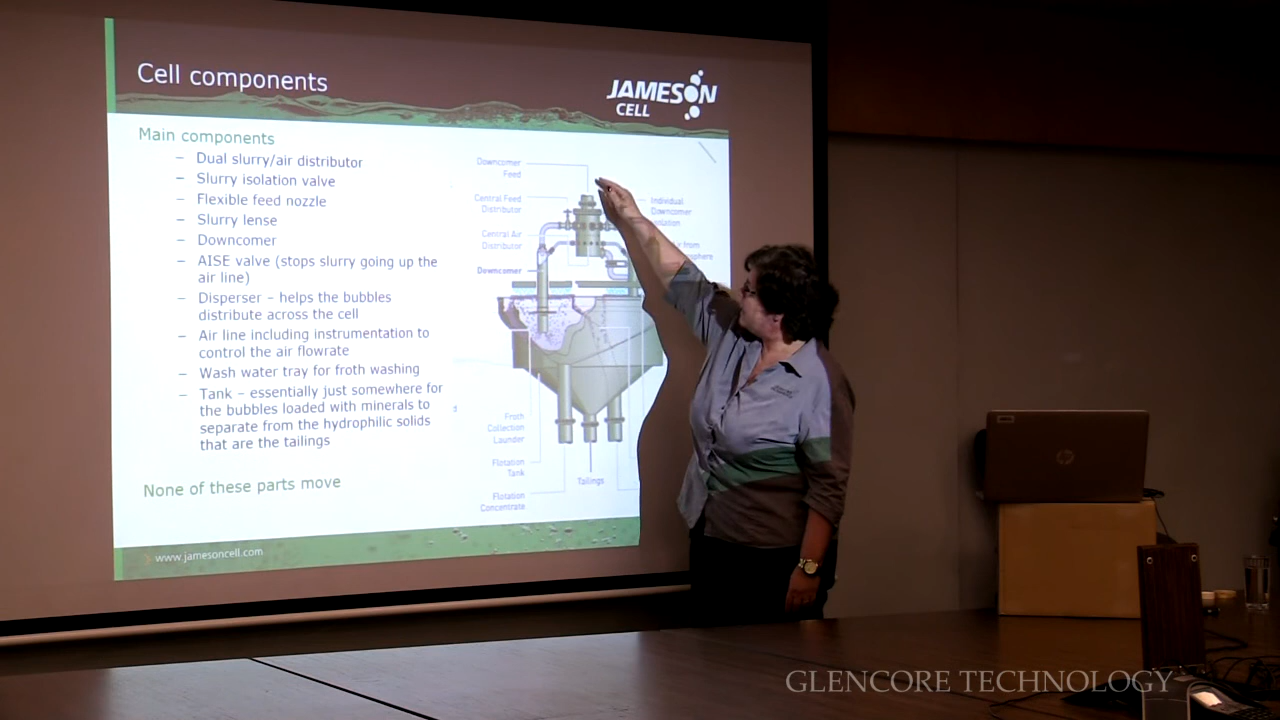 Cell components
JAMESON
CELL
Main components
– Dual slurry/air distributor
– Slurry isolation valve
– Flexible feed nozzle
– Slurry lense
– Downcomer
– AISE valve (stops slurry going up the
air line)
– Disperser – helps the bubbles
distribute across the cell
– Air line including instrumentation to
control the air flowrate
– Wash water tray for froth washing
– Tank – essentially just somewhere for
the bubbles loaded with minerals to
separate from the hydrophilic solids
that are the tailings
None of these parts move
Downcomer
Feed
Central Feed
Distributor
Central Air
Distributor
Downcomer
Individual
Downcomer
from
Froth
Collection
Launder
Flotation
Tank
Flotation
Concentrate
Tailings
www.jamesoncell.com
hp
GLENCORE TECHNOLOGY